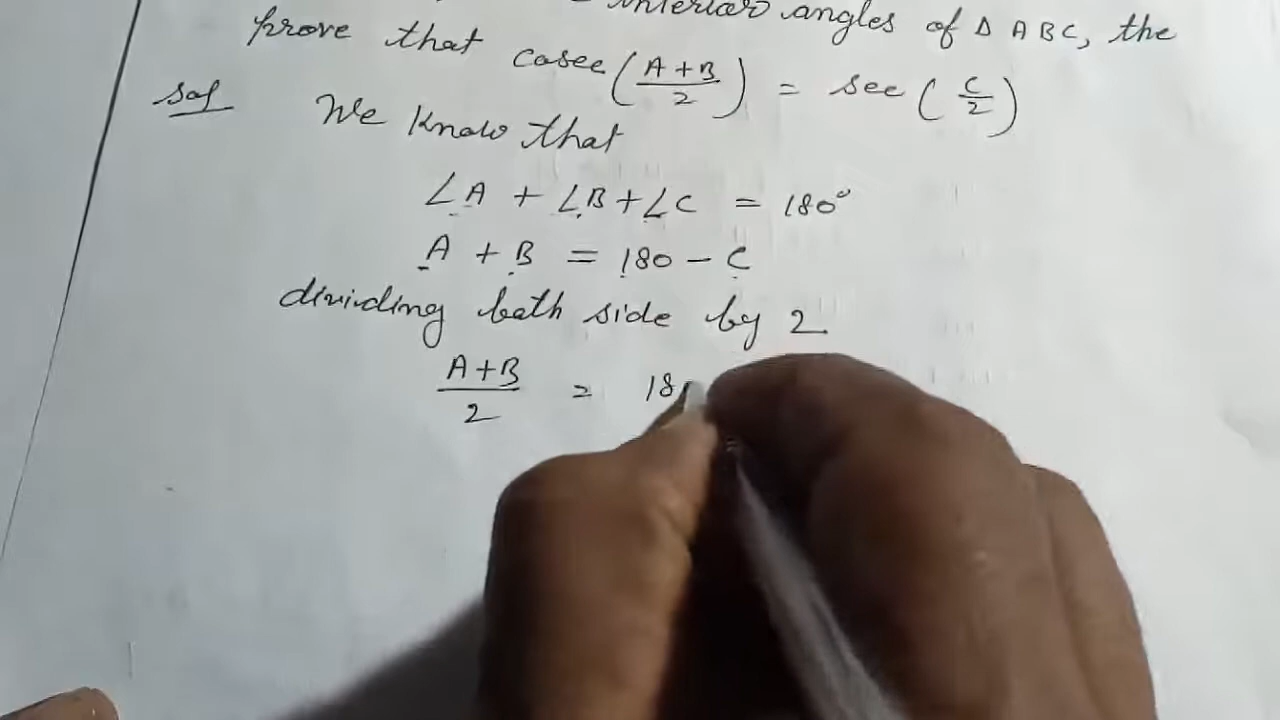 interior angles of Δ ABC, the
prove that cosec (A+B/2) = sec (C/2)
Sol We know that
∠A + ∠B + ∠C = 180°
A + B = 180 - C
dividing both side by 2
A+B/2 = 18